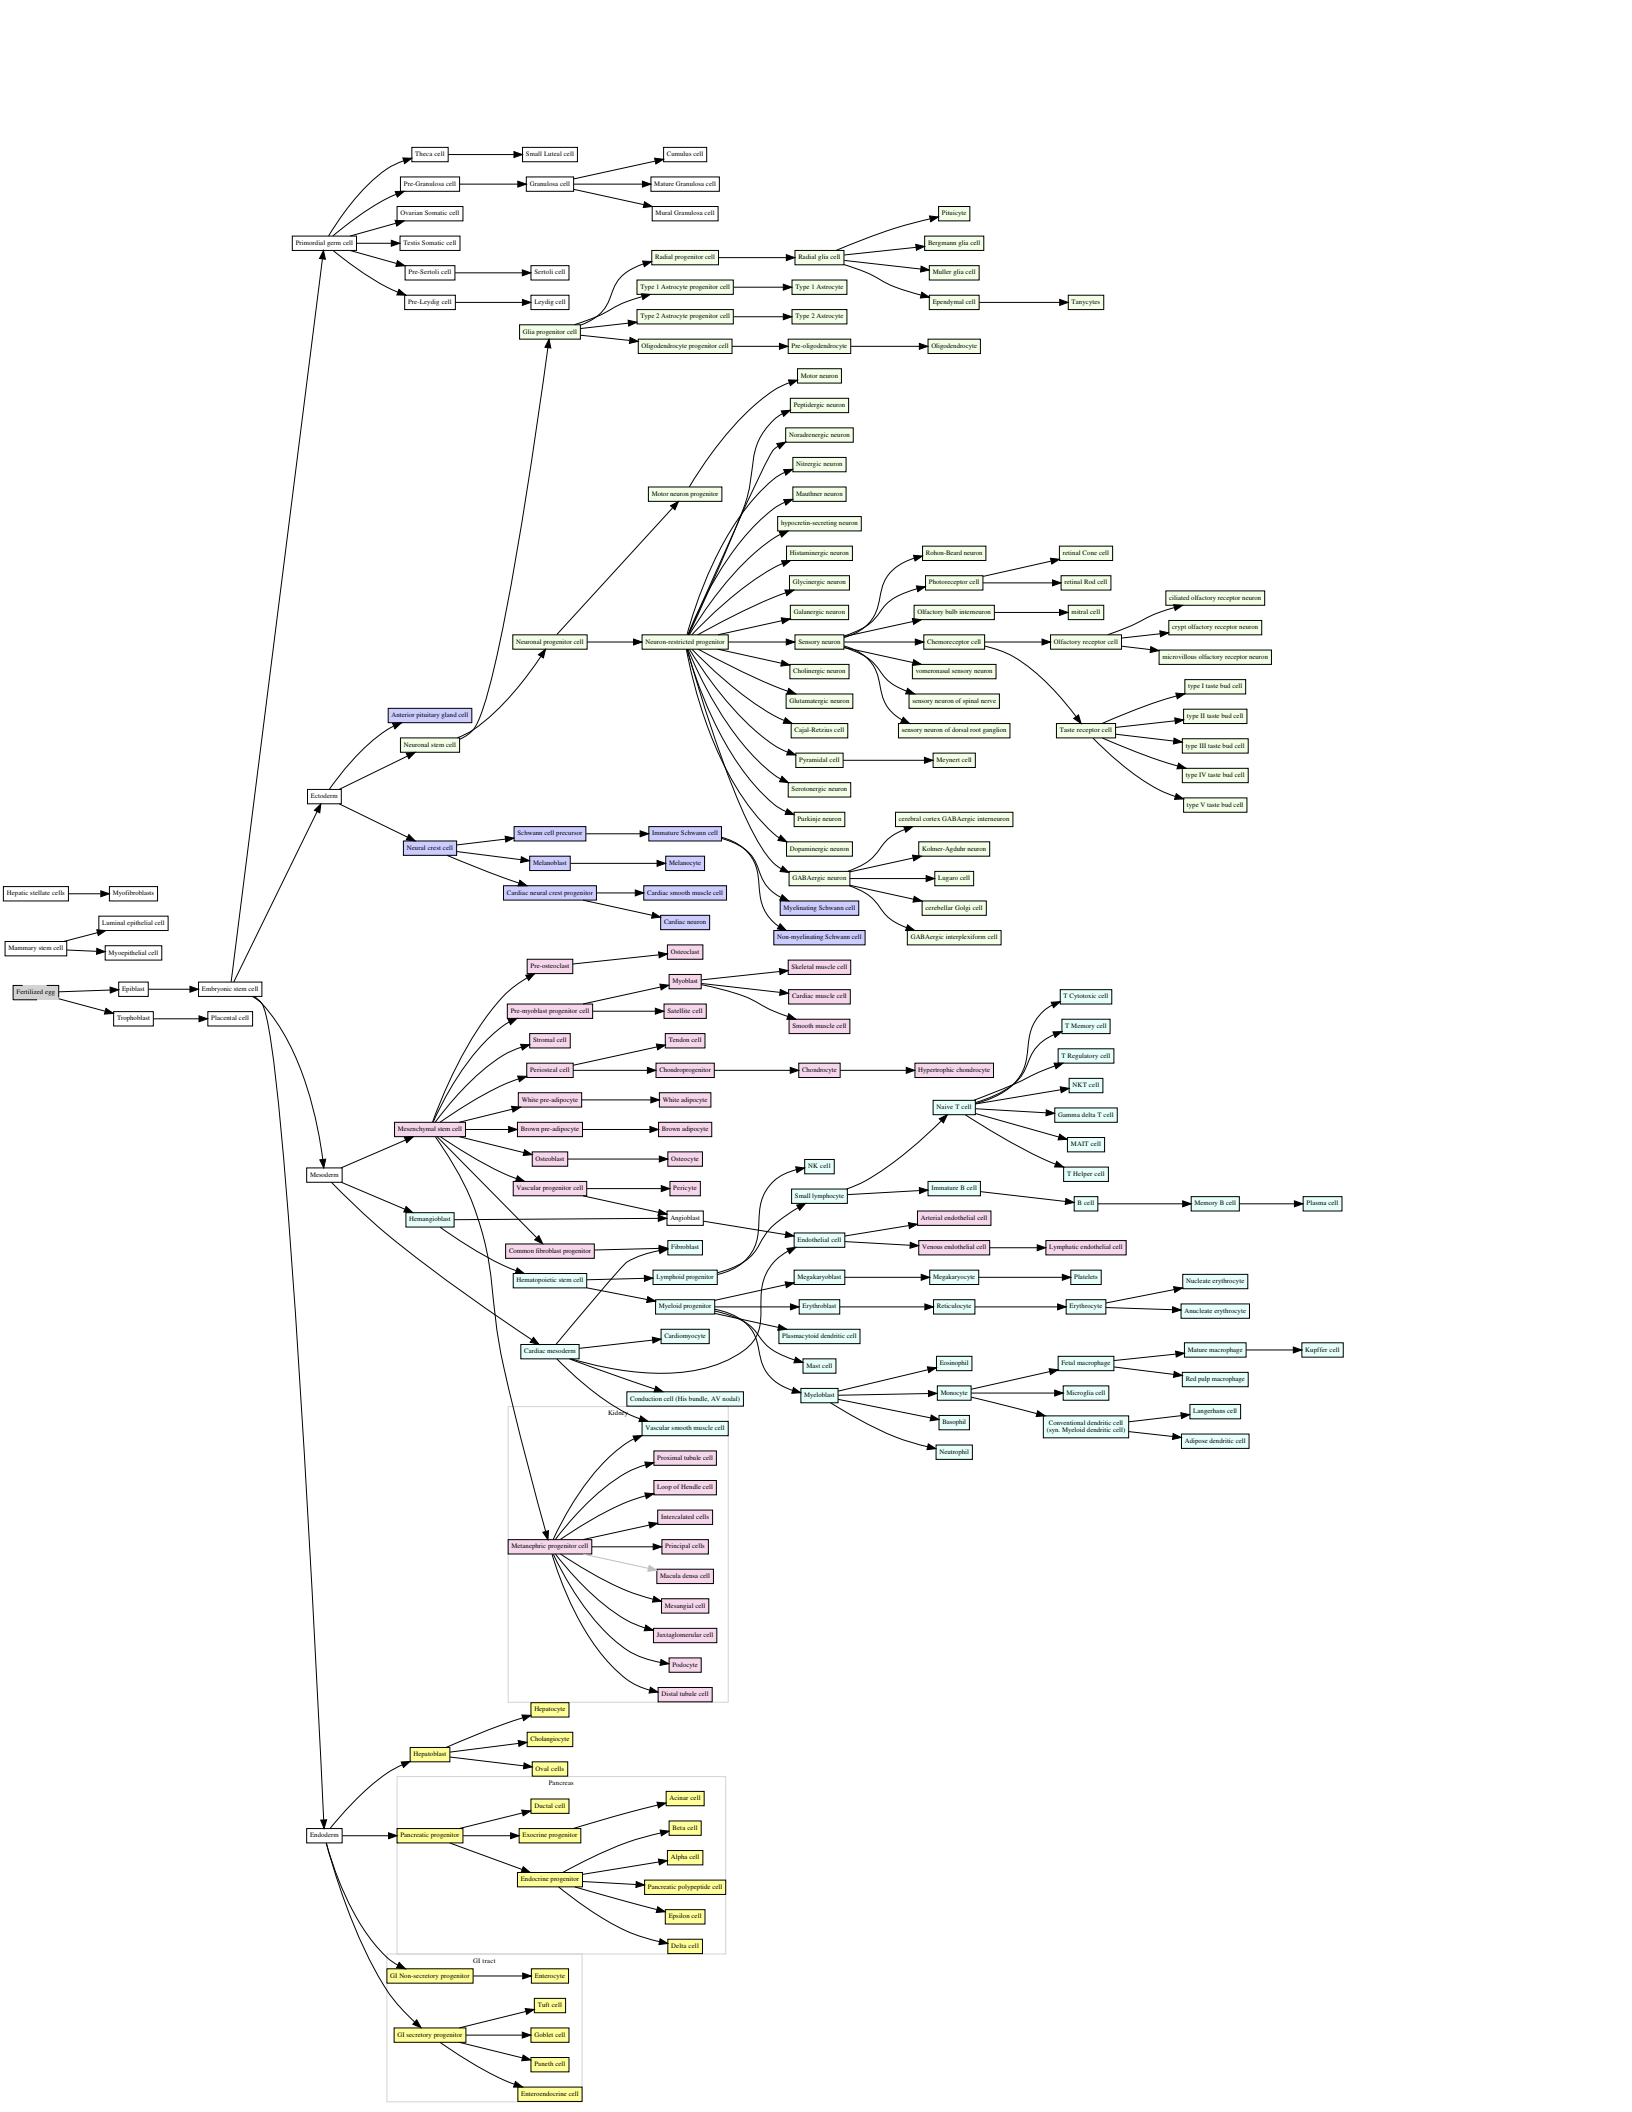 Theca cell
Small Luteal cell
Cumulus cell
Pre-Granulosa cell
Granulosa cell
Mature Granulosa cell
Ovarian Somatic cell
Mural Granulosa cell
Pituicyte
Primordial germ cell
Testis Somatic cell
Bergmann glia cell
Radial progenitor cell
Radial glia cell
Pre-Sertoli cell
Sertoli cell
Muller glia cell
Type 1 Astrocyte progenitor cell
Type 1 Astrocyte
Pre-Leydig cell
Leydig cell
Ependymal cell
Tanycytes
Type 2 Astrocyte progenitor cell
Type 2 Astrocyte
Glia progenitor cell
Oligodendrocyte progenitor cell
Pre-oligodendrocyte
Oligodendrocyte
Motor neuron
Peptidergic neuron
Noradrenergic neuron
Nitrergic neuron
Motor neuron progenitor
Mauthner neuron
hypocretin-secreting neuron
Histaminergic neuron
Rohon-Beard neuron
retinal Cone cell
Glycinergic neuron
Photoreceptor cell
retinal Rod cell
ciliated olfactory receptor neuron
Galanergic neuron
Olfactory bulb interneuron
mitral cell
crypt olfactory receptor neuron
Neuronal progenitor cell
Neuron-restricted progenitor
Sensory neuron
Chemoreceptor cell
Olfactory receptor cell
microvillous olfactory receptor neuron
Cholinergic neuron
vomeronasal sensory neuron
type I taste bud cell
Glutamatergic neuron
sensory neuron of spinal nerve
Anterior pituitary gland cell
type II taste bud cell
Cajal-Retzius cell
sensory neuron of dorsal root ganglion
Taste receptor cell
Neuronal stem cell
type III taste bud cell
Pyramidal cell
Meynert cell
type IV taste bud cell
Ectoderm
Serotonergic neuron
type V taste bud cell
Purkinje neuron
cerebral cortex GABAergic interneuron
Schwann cell precursor
Immature Schwann cell
Neural crest cell
Dopaminergic neuron
Kolmer-Agduhr neuron
Melanoblast
Melanocyte
GABAergic neuron
Lugaro cell
Hepatic stellate cells
Myofibroblasts
Cardiac neural crest progenitor
Cardiac smooth muscle cell
Myelinating Schwann cell
cerebellar Golgi cell
Luminal epithelial cell
Cardiac neuron
Non-myelinating Schwann cell
GABAergic interplexiform cell
Mammary stem cell
Myoepithelial cell
Osteoclast
Pre-osteoclast
Skeletal muscle cell
Myoblast
Fertilized egg
Epiblast
Embryonic stem cell
Cardiac muscle cell
T Cytotoxic cell
Pre-myoblast progenitor cell
Satellite cell
Trophoblast
Placental cell
Smooth muscle cell
T Memory cell
Stromal cell
Tendon cell
T Regulatory cell
Periosteal cell
Chondroprogenitor
Chondrocyte
Hypertrophic chondrocyte
NKT cell
White pre-adipocyte
White adipocyte
Naive T cell
Gamma delta T cell
Mesenchymal stem cell
Brown pre-adipocyte
Brown adipocyte
MAIT cell
Osteoblast
Osteocyte
NK cell
Mesoderm
T Helper cell
Vascular progenitor cell
Pericyte
Small lymphocyte
Immature B cell
B cell
Memory B cell
Plasma cell
Hemangioblast
Angioblast
Arterial endothelial cell
Endothelial cell
Common fibroblast progenitor
Fibroblast
Venous endothelial cell
Lymphatic endothelial cell
Hematopoietic stem cell
Lymphoid progenitor
Megakaryoblast
Megakaryocyte
Platelets
Nucleate erythrocyte
Myeloid progenitor
Erythroblast
Reticulocyte
Erythrocyte
Anucleate erythrocyte
Cardiomyocyte
Plasmacytoid dendritic cell
Cardiac mesoderm
Mature macrophage
Kupffer cell
Mast cell
Eosinophil
Fetal macrophage
Red pulp macrophage
Conduction cell (His bundle, AV nodal)
Myeloblast
Monocyte
Microglia cell
Kidney
Langerhans cell
Vascular smooth muscle cell
Basophil
Conventional dendritic cell
(syn. Myeloid dendritic cell)
Adipose dendritic cell
Neutrophil
Proximal tubule cell
Loop of Hendle cell
Intercalated cells
Metanephric progenitor cell
Principal cells
Macula densa cell
Mesangial cell
Juxtaglomerular cell
Podocyte
Distal tubule cell
Hepatocyte
Cholangiocyte
Hepatoblast
Oval cells
Pancreas
Acinar cell
Ductal cell
Beta cell
Endoderm
Pancreatic progenitor
Exocrine progenitor
Alpha cell
Endocrine progenitor
Pancreatic polypeptide cell
Epsilon cell
Delta cell
GI tract
GI Non-secretory progenitor
Enterocyte
Tuft cell
GI secretory progenitor
Goblet cell
Paneth cell
Enteroendocrine cell